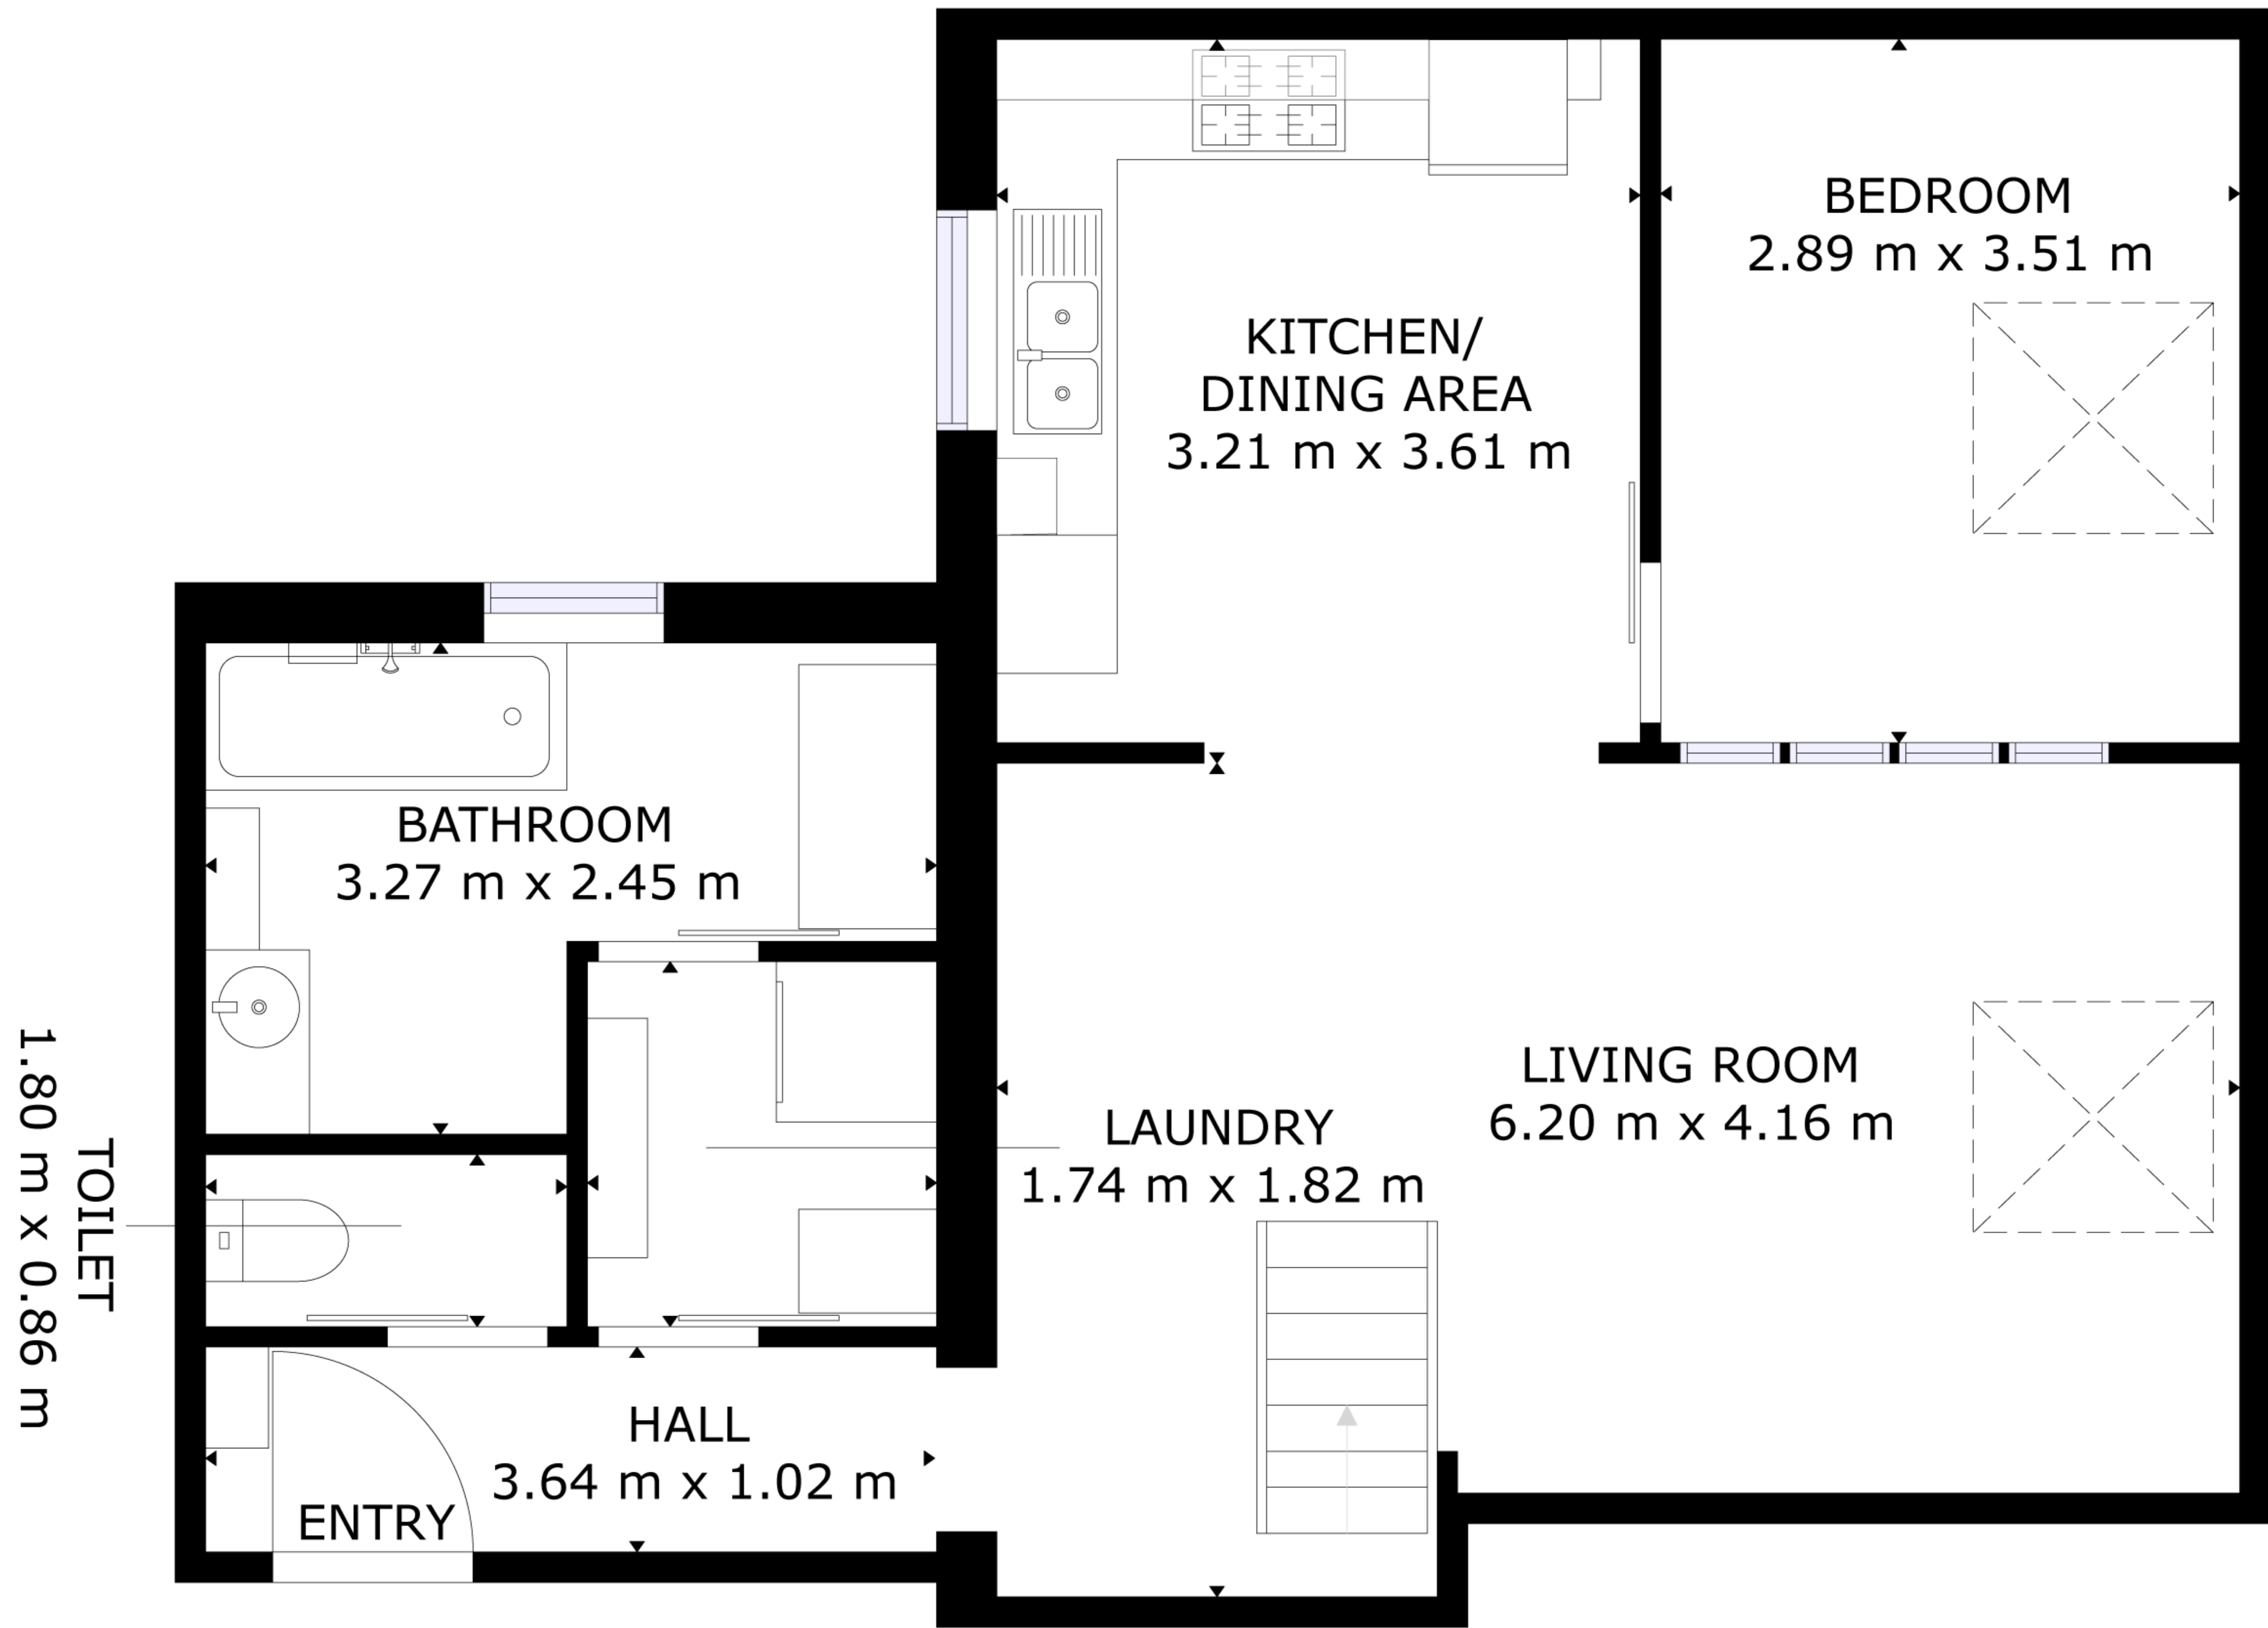 BEDROOM
2.89 m x 3.51 m
KITCHEN/
DINING AREA
3.21 m x 3.61 m
BATHROOM
3.27 m x 2.45 m
LIVING ROOM
6.20 m x 4.16 m
LAUNDRY
1.74 m x 1.82 m
TOILET
1.80 m x 0.86 m
HALL
3.64 m x 1.02 m
ENTRY